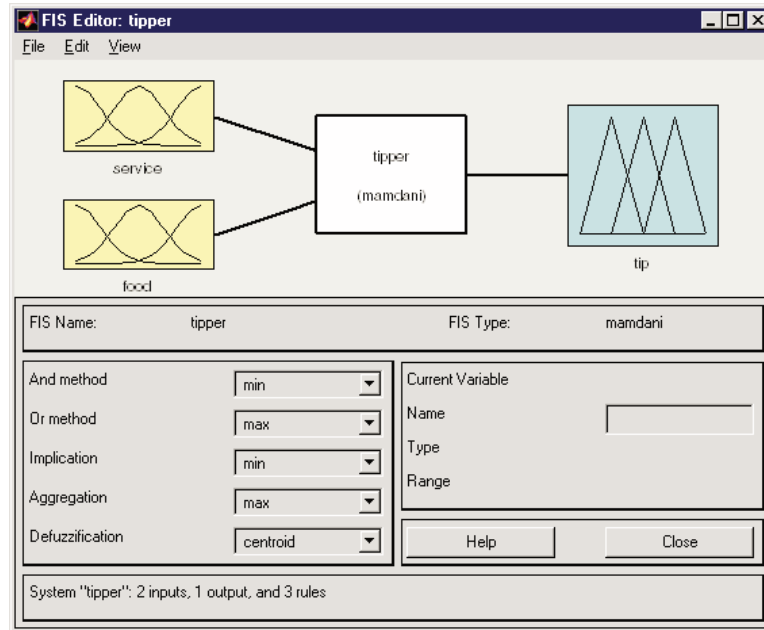 FIS Editor: tipper
File Edit View
service
food
tipper
(mamdani)
tip
FIS Name: tipper FIS Type: mamdani
And method min
Or method max
Implication min
Aggregation max
Defuzzification centroid
Current Variable
Name
Type
Range
Help Close
System "tipper": 2 inputs, 1 output, and 3 rules